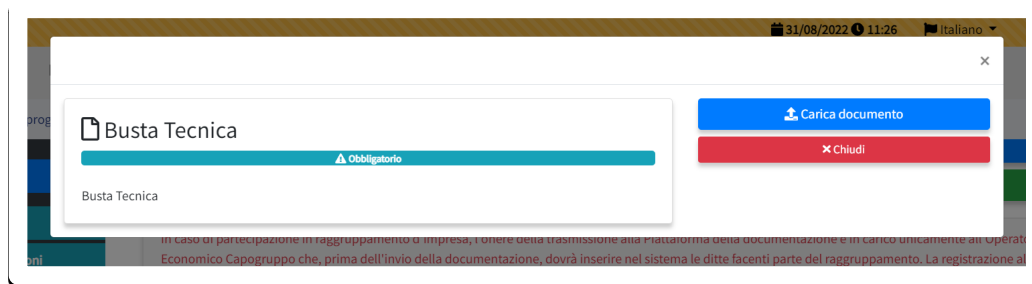 31/08/2022 11:26 Italiano
×
Busta Tecnica
Obbligatorio
Busta Tecnica
Carica documento
Chiudi
prog
oni
In caso di partecipazione in raggruppamento d'impresa, l'onere della trasmissione alla Piattaforma della documentazione è in carico unicamente all'Operato
Economico Capogruppo che, prima dell'invio della documentazione, dovrà inserire nel sistema le ditte facenti parte del raggruppamento. La registrazione al